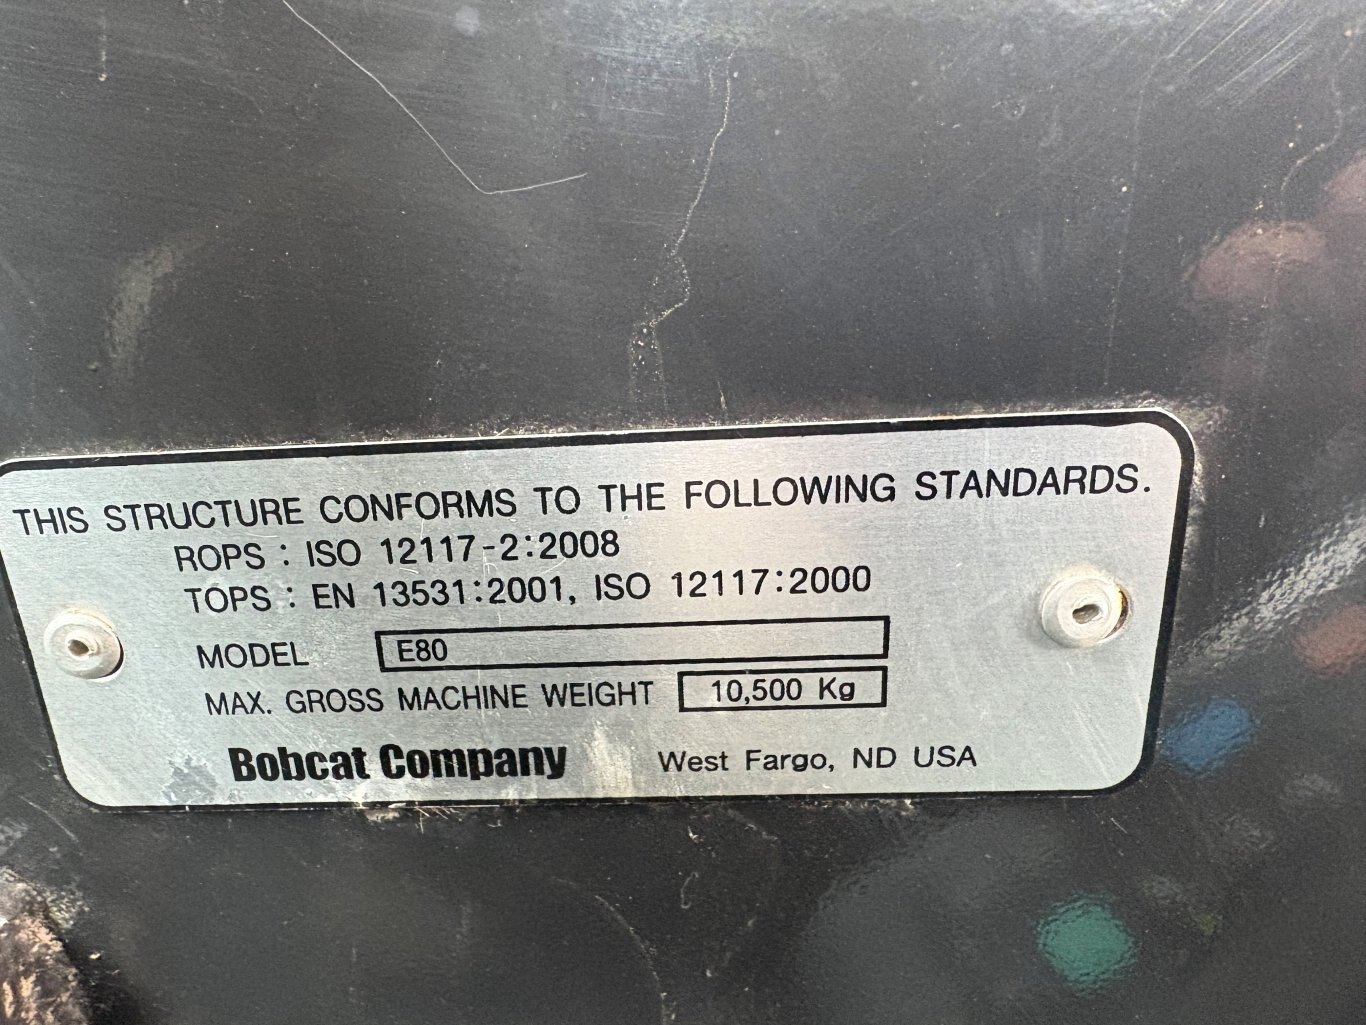 THIS STRUCTURE CONFORMS TO THE FOLLOWING STANDARDS.
ROPS : ISO 12117-2:2008
TOPS : EN 13531:2001, ISO 12117:2000
MODEL E80
MAX. GROSS MACHINE WEIGHT 10,500 Kg
Bobcat Company West Fargo, ND USA